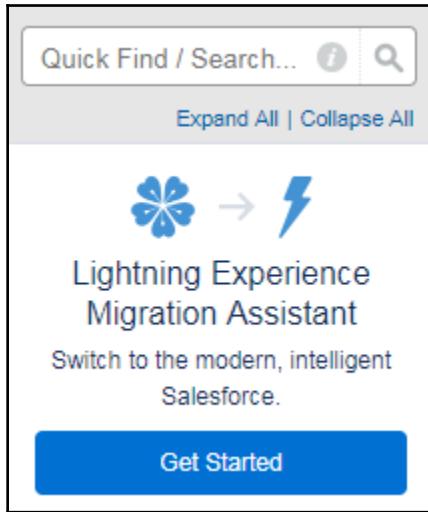 Quick Find / Search...
Expand All | Collapse All
Lightning Experience
Migration Assistant
Switch to the modern, intelligent
Salesforce.
Get Started